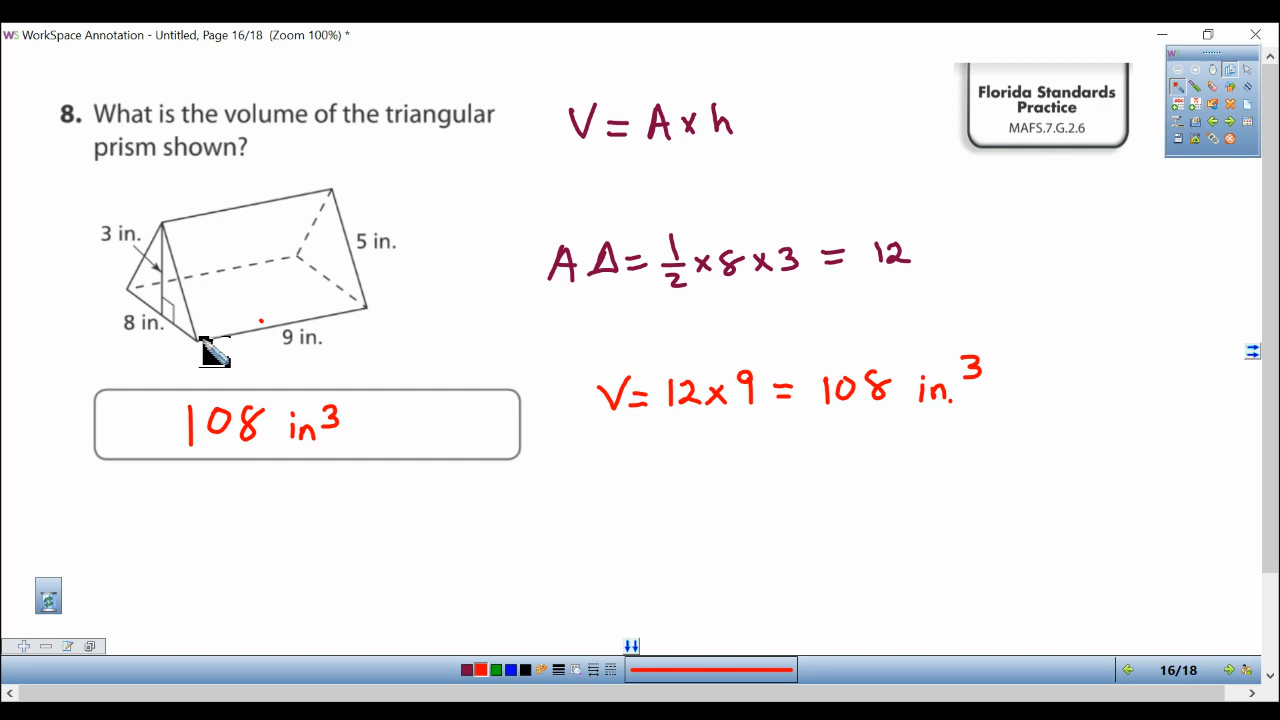 WS WorkSpace Annotation - Untitled, Page 16/18 (Zoom 100%) *
WS
8. What is the volume of the triangular
prism shown?
V = A x h
Florida Standards
Practice
MAFS.7.G.2.6
3 in.
5 in.
8 in.
9 in.
A Δ = 1/2 x 8 x 3 = 12
V = 12 x 9 = 108 in.³
108 in³
16/18